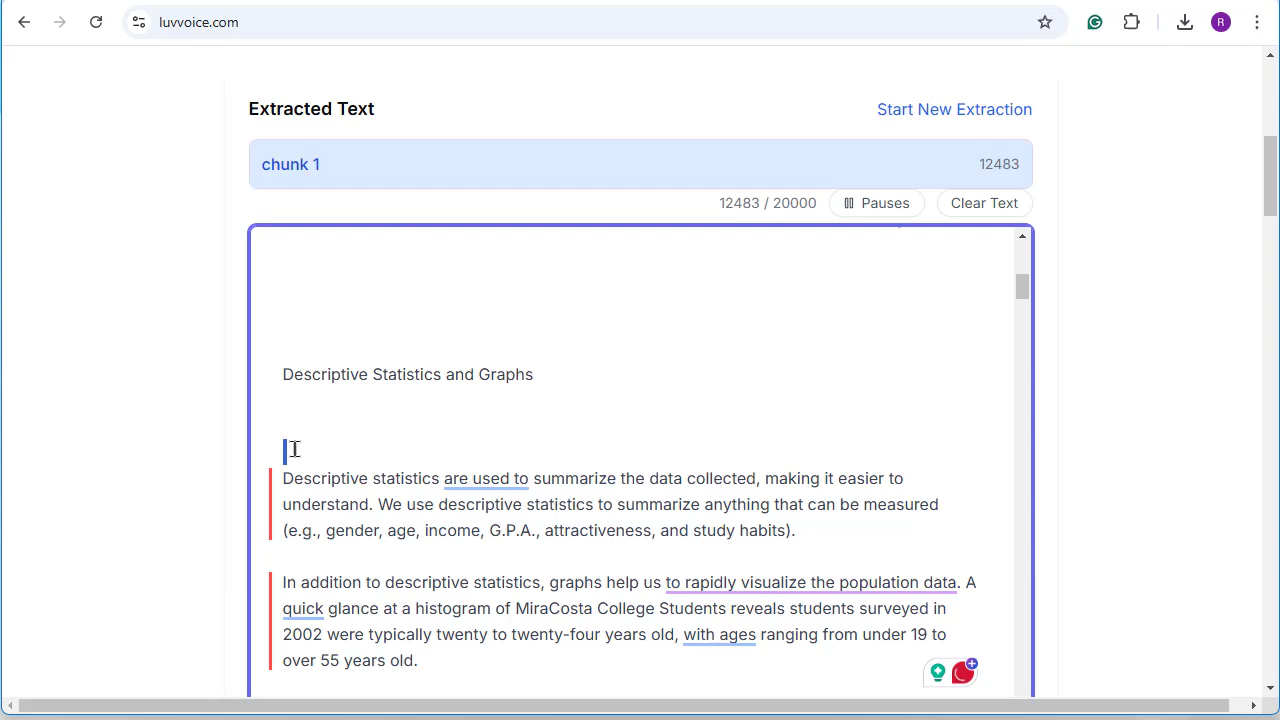 luvvoice.com
R
Extracted Text
Start New Extraction
chunk 1
12483
12483 / 20000
Pauses
Clear Text
Descriptive Statistics and Graphs
Descriptive statistics are used to summarize the data collected, making it easier to
understand. We use descriptive statistics to summarize anything that can be measured
(e.g., gender, age, income, G.P.A., attractiveness, and study habits).
In addition to descriptive statistics, graphs help us to rapidly visualize the population data. A
quick glance at a histogram of MiraCosta College Students reveals students surveyed in
2002 were typically twenty to twenty-four years old, with ages ranging from under 19 to
over 55 years old.